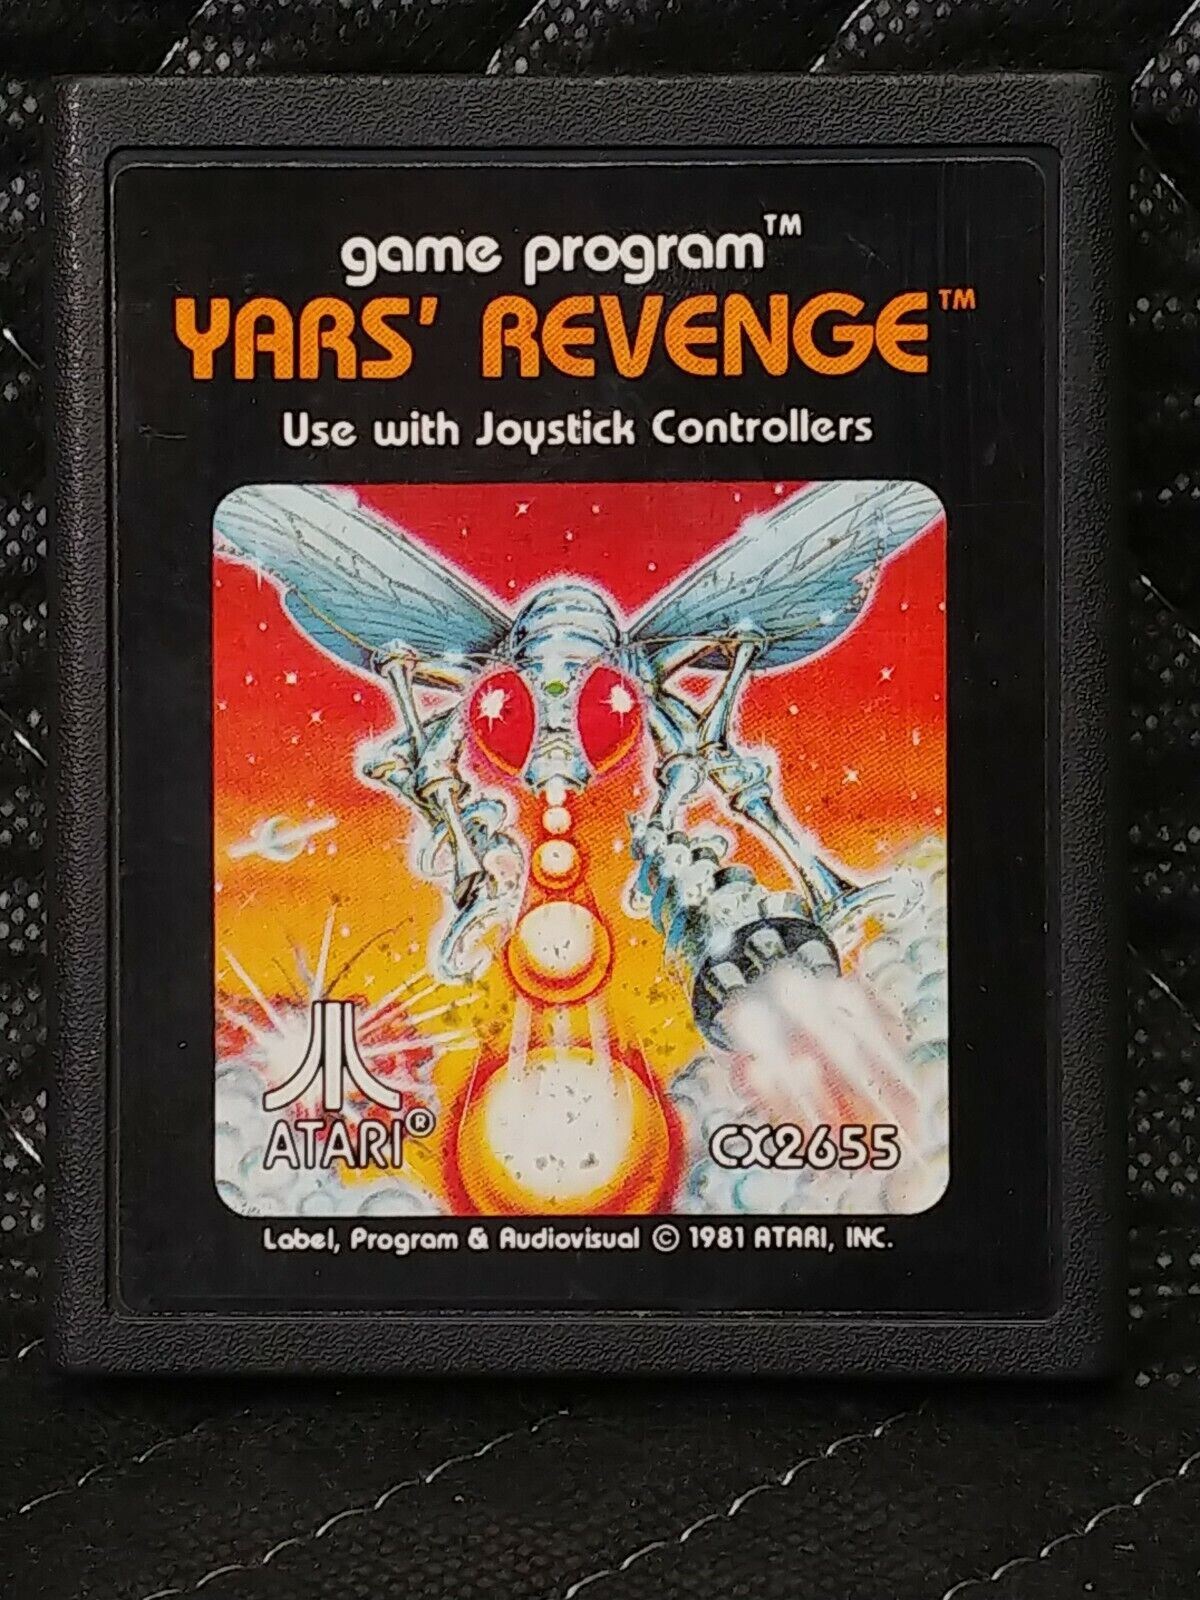 game program™
YARS' REVENGE™
Use with Joystick Controllers
ATARI®
CX2655
Label, Program & Audiovisual © 1981 ATARI, INC.